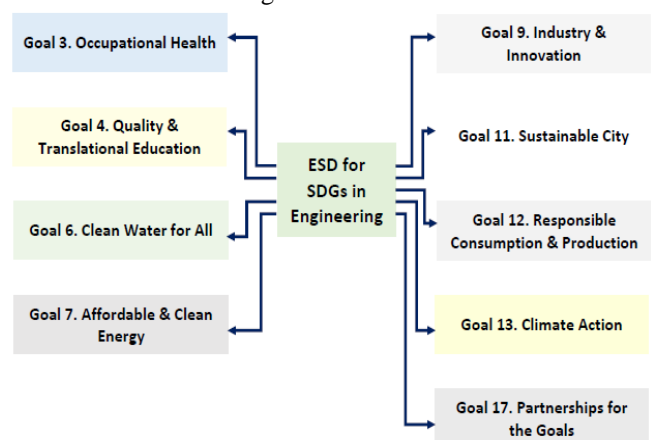 Goal 3. Occupational Health
Goal 4. Quality &
Translational Education
Goal 6. Clean Water for All
Goal 7. Affordable & Clean
Energy
ESD for
SDGs in
Engineering
Goal 9. Industry &
Innovation
Goal 11. Sustainable City
Goal 12. Responsible
Consumption & Production
Goal 13. Climate Action
Goal 17. Partnerships for
the Goals